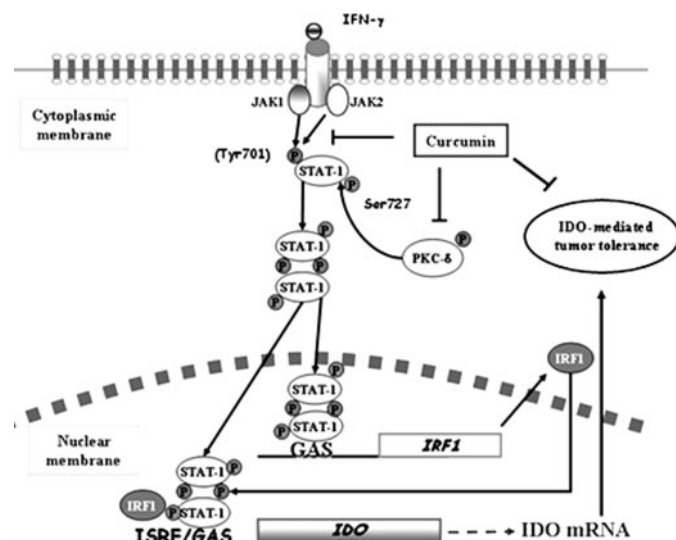 IFN-γ
JAK1
JAK2
Cytoplasmic
membrane
Curcumin
(Tyr701)
P
STAT-1
P
Ser727
IDO-mediated
tumor tolerance
P
STAT-1
P
P
P
PKC-δ
STAT-1
P
IRF1
P
STAT-1
P
P
P
STAT-1
GAS
IRF1
Nuclear
membrane
STAT-1
P
P
P
IRF1
P
STAT-1
ISRE/GAS
IDO
IDO mRNA